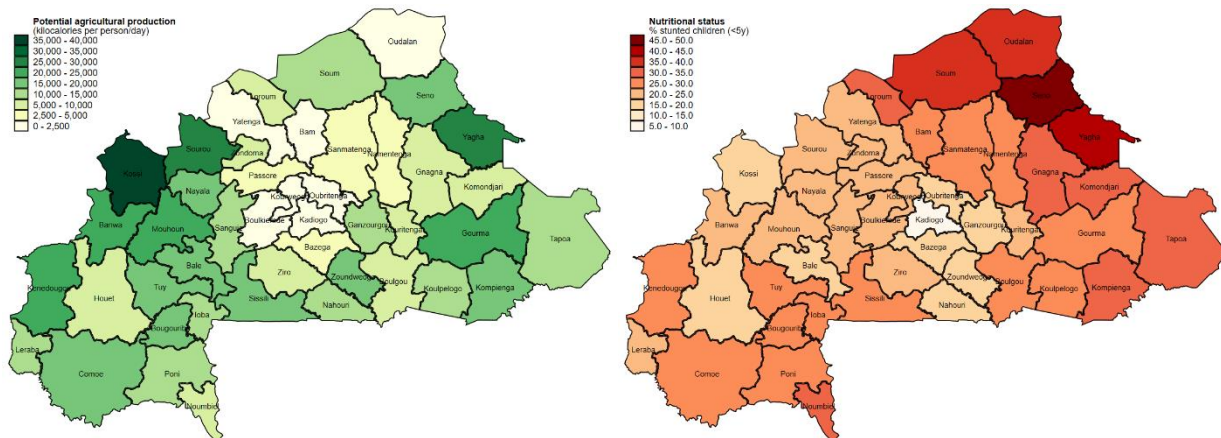 Potential agricultural production
(kilocalories per person/day)
35,000 - 40,000
30,000 - 35,000
25,000 - 30,000
20,000 - 25,000
15,000 - 20,000
10,000 - 15,000
5,000 - 10,000
2,500 - 5,000
0 - 2,500
Oudalan
Soum
Loroum
Seno
Yatenga
Bam
Yagha
Sourou
Zondoma
Sanmatenga
Namentenga
Kossi
Passore
Gnagna
Komondjari
Nayala
Kourweogo
Oubritenga
Banwa
Mouhoun
Sanguie
Boulkiemde
Kadiogo
Ganzourgou
Kouritenga
Gourma
Tapoa
Bazega
Bale
Ziro
Zoundweogo
Kenedougou
Tuy
Boulgou
Koulpelogo
Kompienga
Houet
Sissili
Nahouri
Ioba
Bougouriba
Leraba
Comoe
Poni
Noumbiel
Nutritional status
% stunted children (<5y)
45.0 - 50.0
40.0 - 45.0
35.0 - 40.0
30.0 - 35.0
25.0 - 30.0
20.0 - 25.0
15.0 - 20.0
10.0 - 15.0
5.0 - 10.0
Oudalan
Soum
Loroum
Seno
Yatenga
Bam
Yagha
Sourou
Zondoma
Sanmatenga
Namentenga
Kossi
Passore
Gnagna
Komondjari
Nayala
Kourweogo
Oubritenga
Banwa
Mouhoun
Sanguie
Boulkiemde
Kadiogo
Ganzourgou
Kouritenga
Gourma
Tapoa
Bazega
Bale
Ziro
Zoundweogo
Kenedougou
Tuy
Boulgou
Koulpelogo
Kompienga
Houet
Sissili
Nahouri
Ioba
Bougouriba
Leraba
Comoe
Poni
Noumbiel